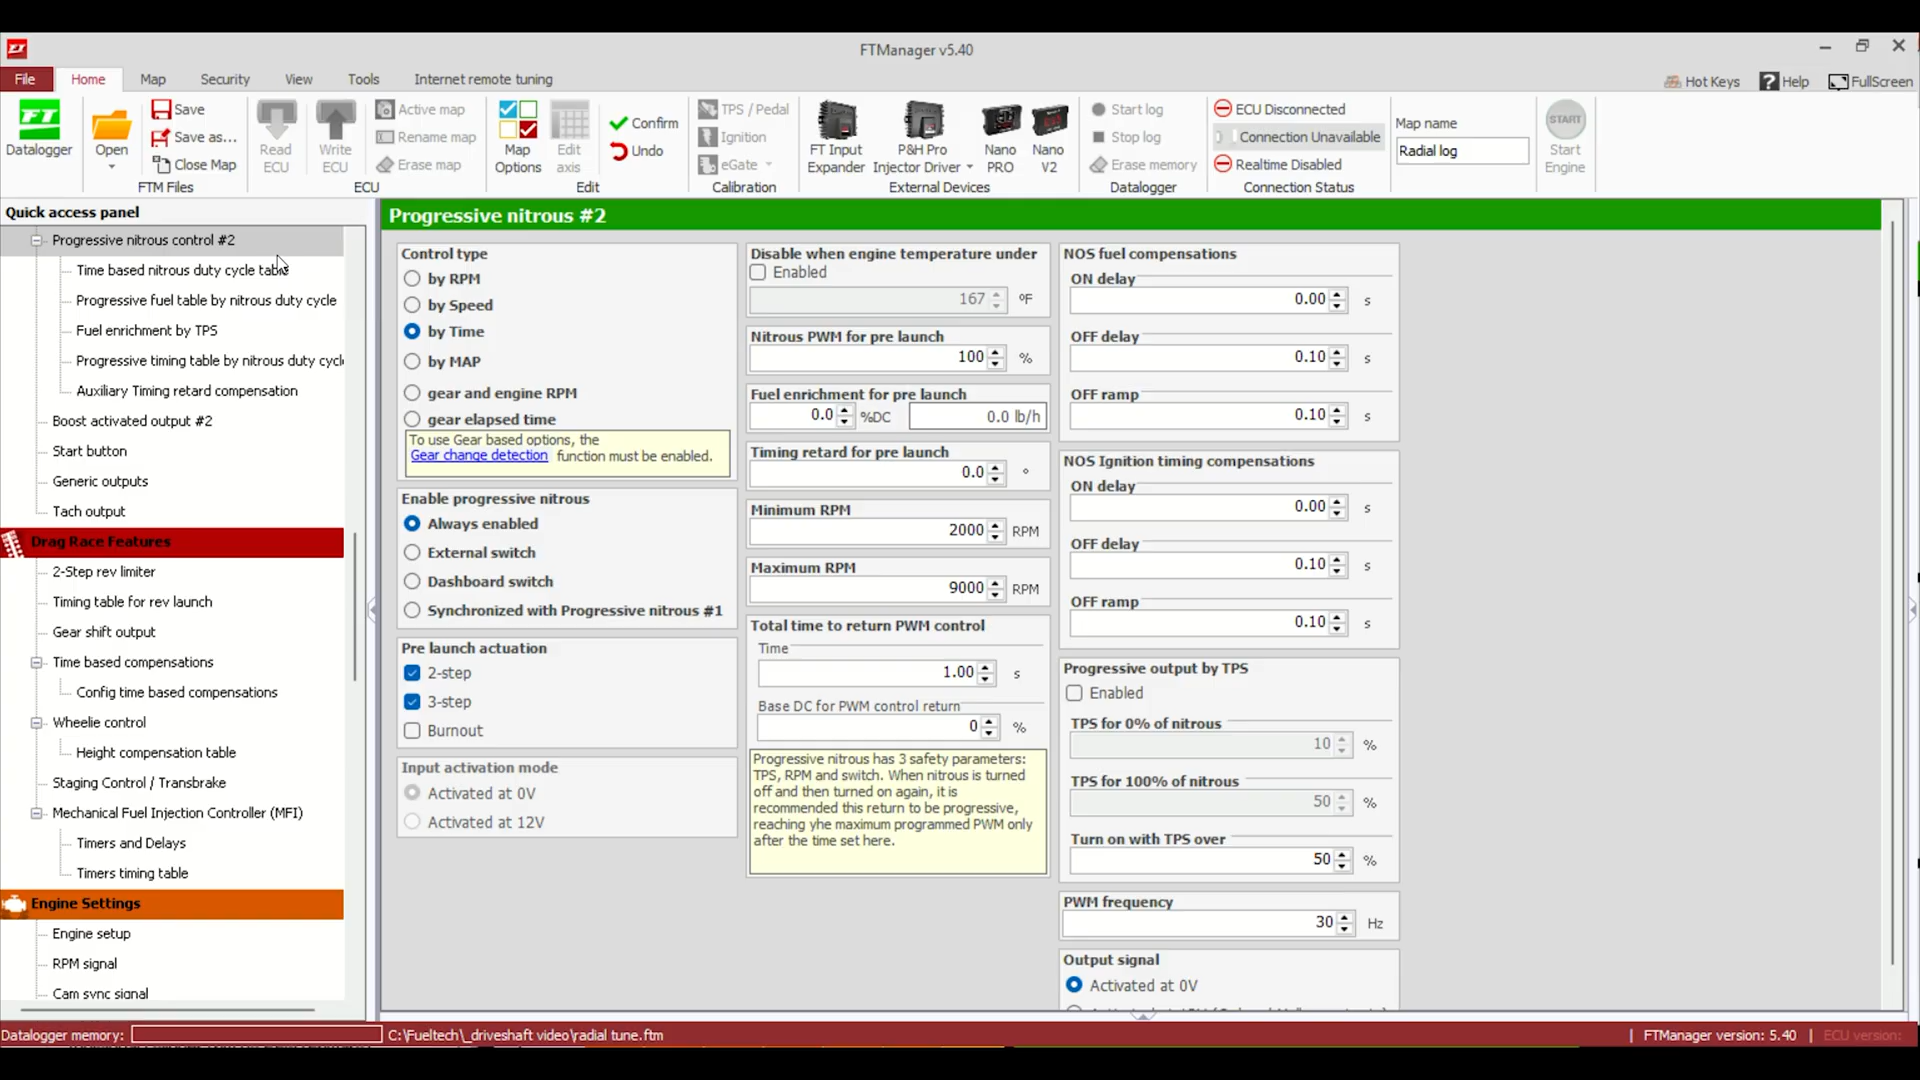 FTManager v5.40
File
Home
Map
Security
View
Tools
Internet remote tuning
Hot Keys
Help
FullScreen
FT
Datalogger
Open
Save
Save as...
Close Map
FTM Files
Read ECU
Write ECU
Active map
Rename map
Erase map
ECU
Map Options
Edit axis
Confirm
Undo
Edit
TPS / Pedal
Ignition
eGate
Calibration
FT Input Expander
P&H Pro Injector Driver
Nano PRO
Nano V2
External Devices
Start log
Stop log
Erase memory
Datalogger
ECU Disconnected
Connection Unavailable
Realtime Disabled
Connection Status
Map name
Radial log
START
Start Engine
Quick access panel
Progressive nitrous control #2
Time based nitrous duty cycle table
Progressive fuel table by nitrous duty cycle
Fuel enrichment by TPS
Progressive timing table by nitrous duty cycl
Auxiliary Timing retard compensation
Boost activated output #2
Start button
Generic outputs
Tach output
Drag Race Features
2-Step rev limiter
Timing table for rev launch
Gear shift output
Time based compensations
Config time based compensations
Wheelie control
Height compensation table
Staging Control / Transbrake
Mechanical Fuel Injection Controller (MFI)
Timers and Delays
Timers timing table
Engine Settings
Engine setup
RPM signal
Cam sync signal
Progressive nitrous #2
Control type
by RPM
by Speed
by Time
by MAP
gear and engine RPM
gear elapsed time
To use Gear based options, the
Gear change detection function must be enabled.
Enable progressive nitrous
Always enabled
External switch
Dashboard switch
Synchronized with Progressive nitrous #1
Pre launch actuation
2-step
3-step
Burnout
Input activation mode
Activated at 0V
Activated at 12V
Disable when engine temperature under
Enabled
167 ºF
Nitrous PWM for pre launch
100 %
Fuel enrichment for pre launch
0.0 %DC 0.0 lb/h
Timing retard for pre launch
0.0 °
Minimum RPM
2000 RPM
Maximum RPM
9000 RPM
Total time to return PWM control
Time
1.00 s
Base DC for PWM control return
0 %
Progressive nitrous has 3 safety parameters:
TPS, RPM and switch. When nitrous is turned
off and then turned on again, it is
recommended this return to be progressive,
reaching yhe maximum programmed PWM only
after the time set here.
NOS fuel compensations
ON delay
0.00 s
OFF delay
0.10 s
OFF ramp
0.10 s
NOS Ignition timing compensations
ON delay
0.00 s
OFF delay
0.10 s
OFF ramp
0.10 s
Progressive output by TPS
Enabled
TPS for 0% of nitrous
10 %
TPS for 100% of nitrous
50 %
Turn on with TPS over
50 %
PWM frequency
30 Hz
Output signal
Activated at 0V
Datalogger memory:
C:\Fueltech\_driveshaft video\radial tune.ftm
| FTManager version: 5.40 | ECU version: